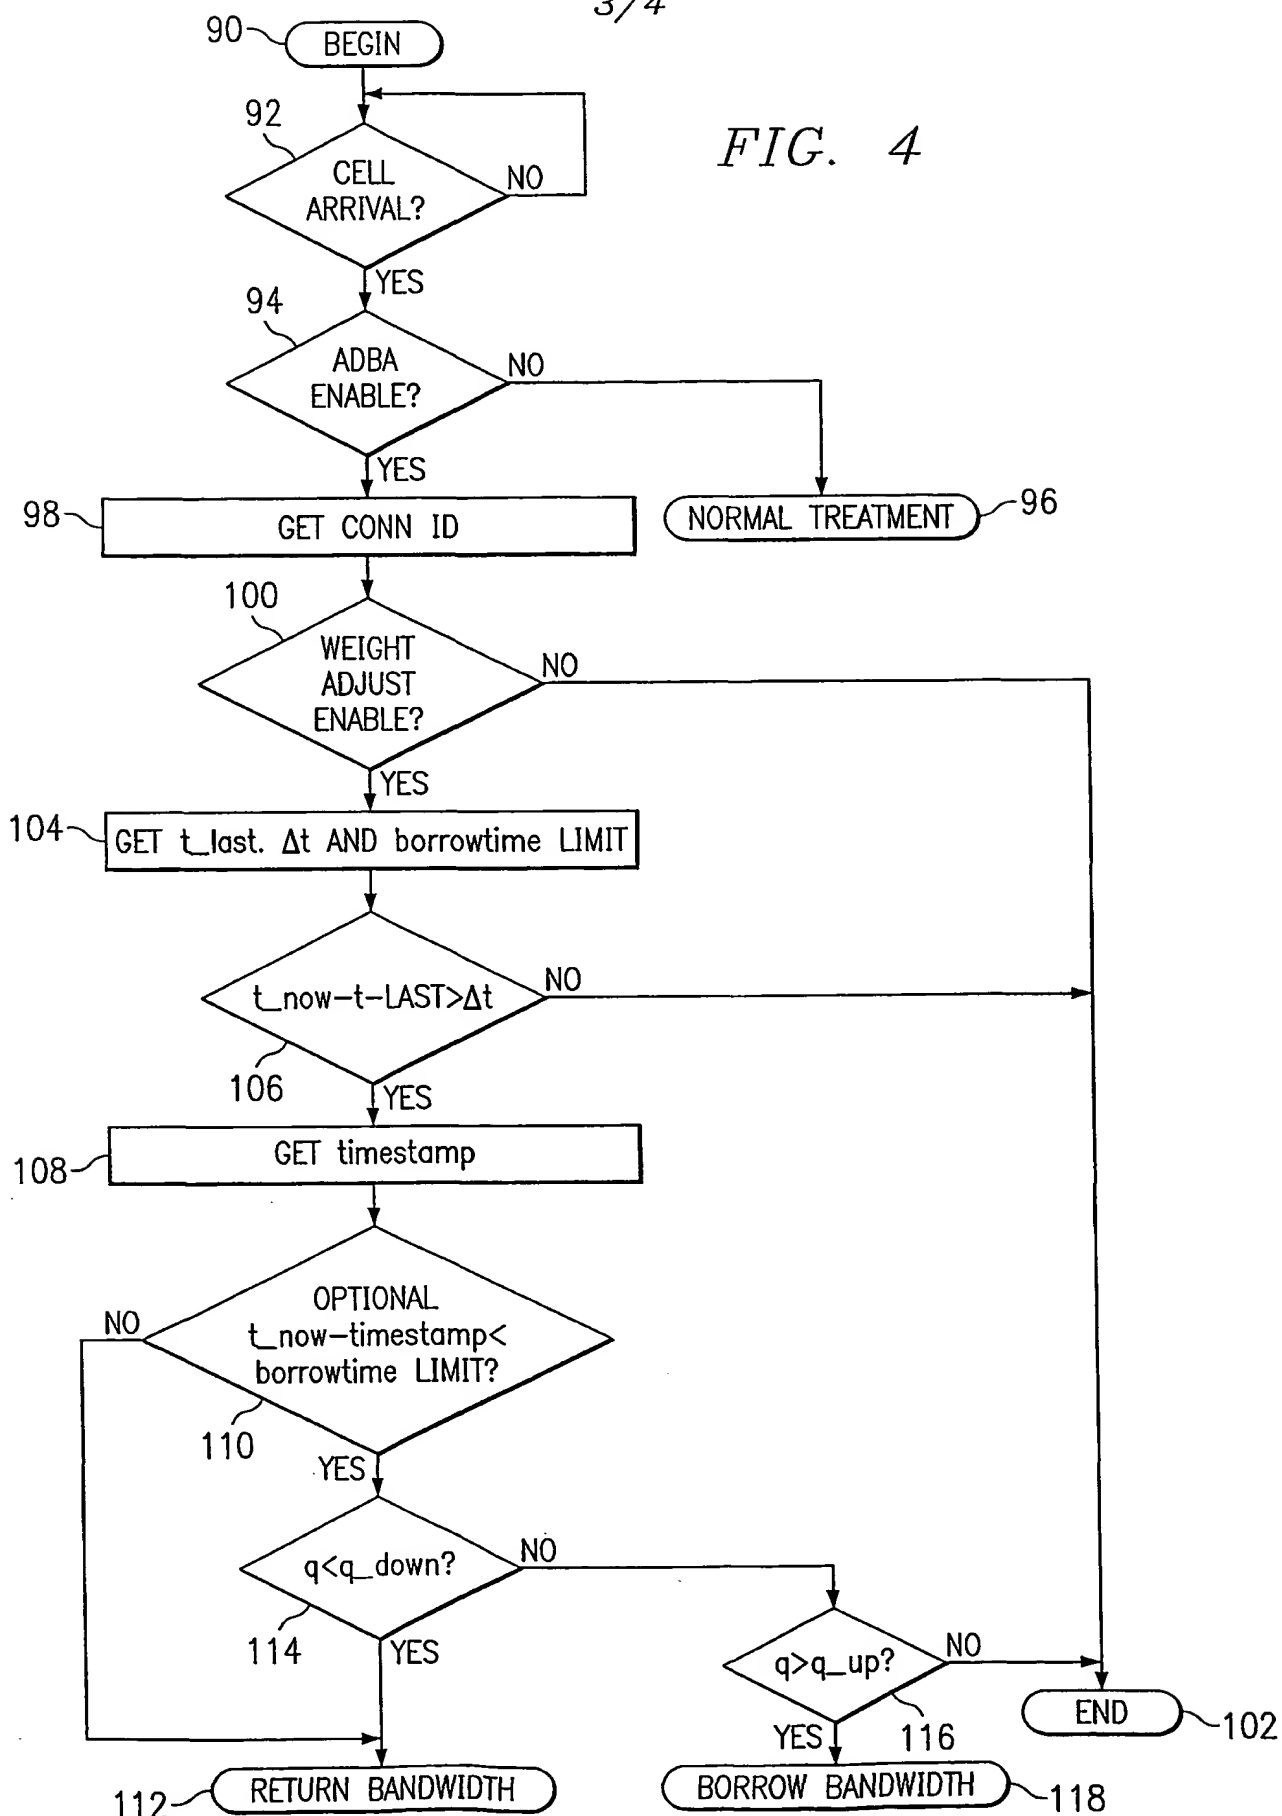 3/4
90
BEGIN
FIG. 4
92
CELL
ARRIVAL?
NO
YES
94
ADBA
ENABLE?
NO
YES
98
GET CONN ID
NORMAL TREATMENT
96
100
WEIGHT
ADJUST
ENABLE?
NO
YES
104
GET t_last. Δt AND borrowtime LIMIT
t_now-t-LAST>Δt
NO
106
YES
108
GET timestamp
OPTIONAL
t_now-timestamp<
borrowtime LIMIT?
NO
110
YES
q<q_down?
NO
114
YES
q>q_up?
NO
116
YES
END
102
112
RETURN BANDWIDTH
BORROW BANDWIDTH
118